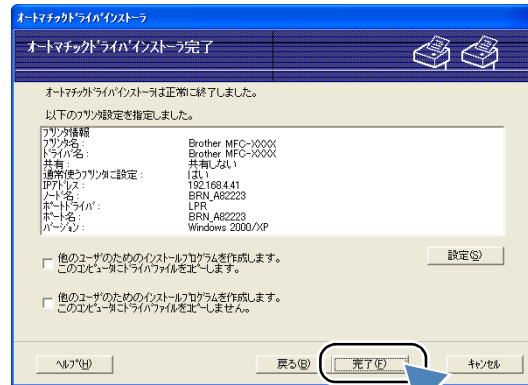 オートマチックドライバインストーラ
オートマチックドライバインストーラ完了
オートマチックドライバインストーラは正常に終了しました。
以下のプリンタ設定を指定しました。
プリンタ情報
プリンタ名： Brother MFC-XXXX
ドライバ名： Brother MFC-XXXX
共有： 共有しない
通常使うプリンタに設定： はい
IPアドレス： 192.168.4.41
ノード名： BRN_A82223
ポートドライバ： LPR
ポート名： BRN_A82223
バージョン： Windows 2000/XP
他のユーザのためのインストールプログラムを作成します。
このコンピュータにドライバファイルをコピーします。
設定(S)
他のユーザのためのインストールプログラムを作成します。
このコンピュータにドライバファイルをコピーしません。
ヘルプ(H) 戻る(B) 完了(F) キャンセル